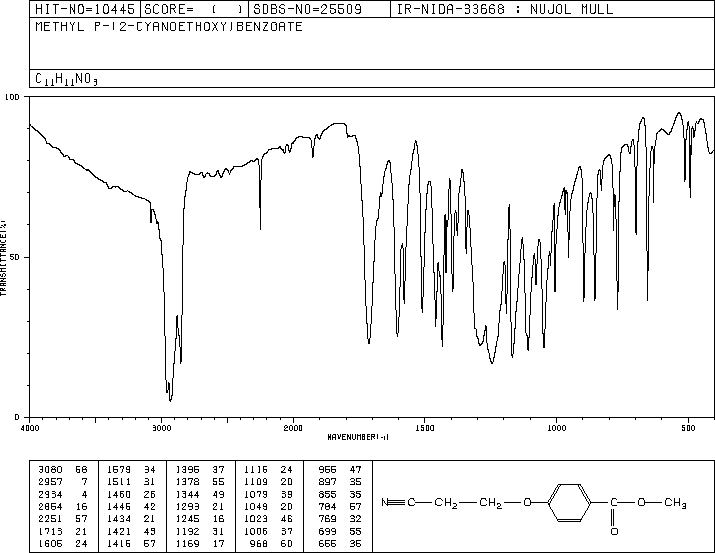 HIT-NO=10445 SCORE= ( ) SDBS-NO=25509 IR-NIDA-33668 : NUJOL MULL
METHYL P-(2-CYANOETHOXY)BENZOATE
C11H11NO3
100
50
0
TRANSMITTANCE(%)
4000 3000 2000 1500 1000 500
WAVENUMBER(-1)
3080 68 1579 34 1396 37 1116 24 966 47
2957 7 1511 31 1378 55 1109 20 897 35
2934 4 1460 26 1344 49 1079 39 855 35
2854 16 1446 42 1293 21 1049 20 784 57
2251 57 1434 21 1245 16 1023 46 769 32
1713 21 1421 49 1192 31 1006 37 699 55
1605 24 1416 57 1169 17 968 60 655 35
N≡C—CH2—CH2—O C—O—CH3
O